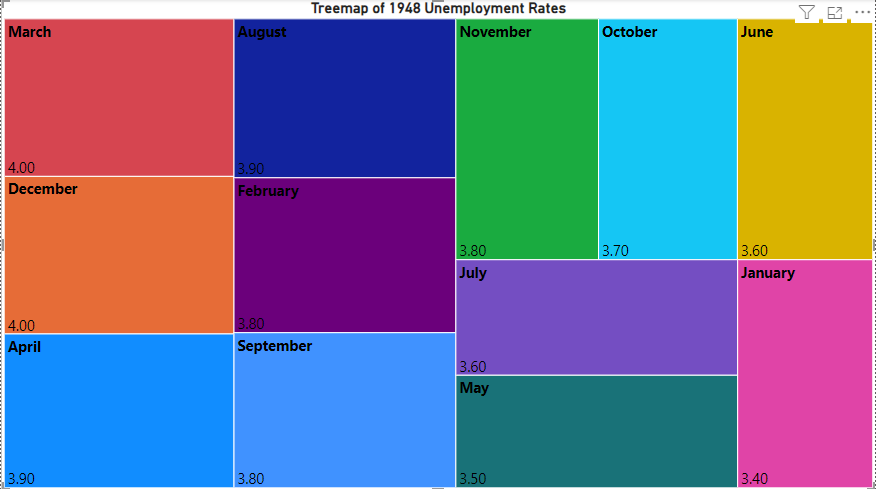 Treemap of 1948 Unemployment Rates
March
4.00
December
4.00
April
3.90
August
3.90
February
3.80
September
3.80
November
3.80
October
3.70
June
3.60
July
3.60
May
3.50
January
3.40